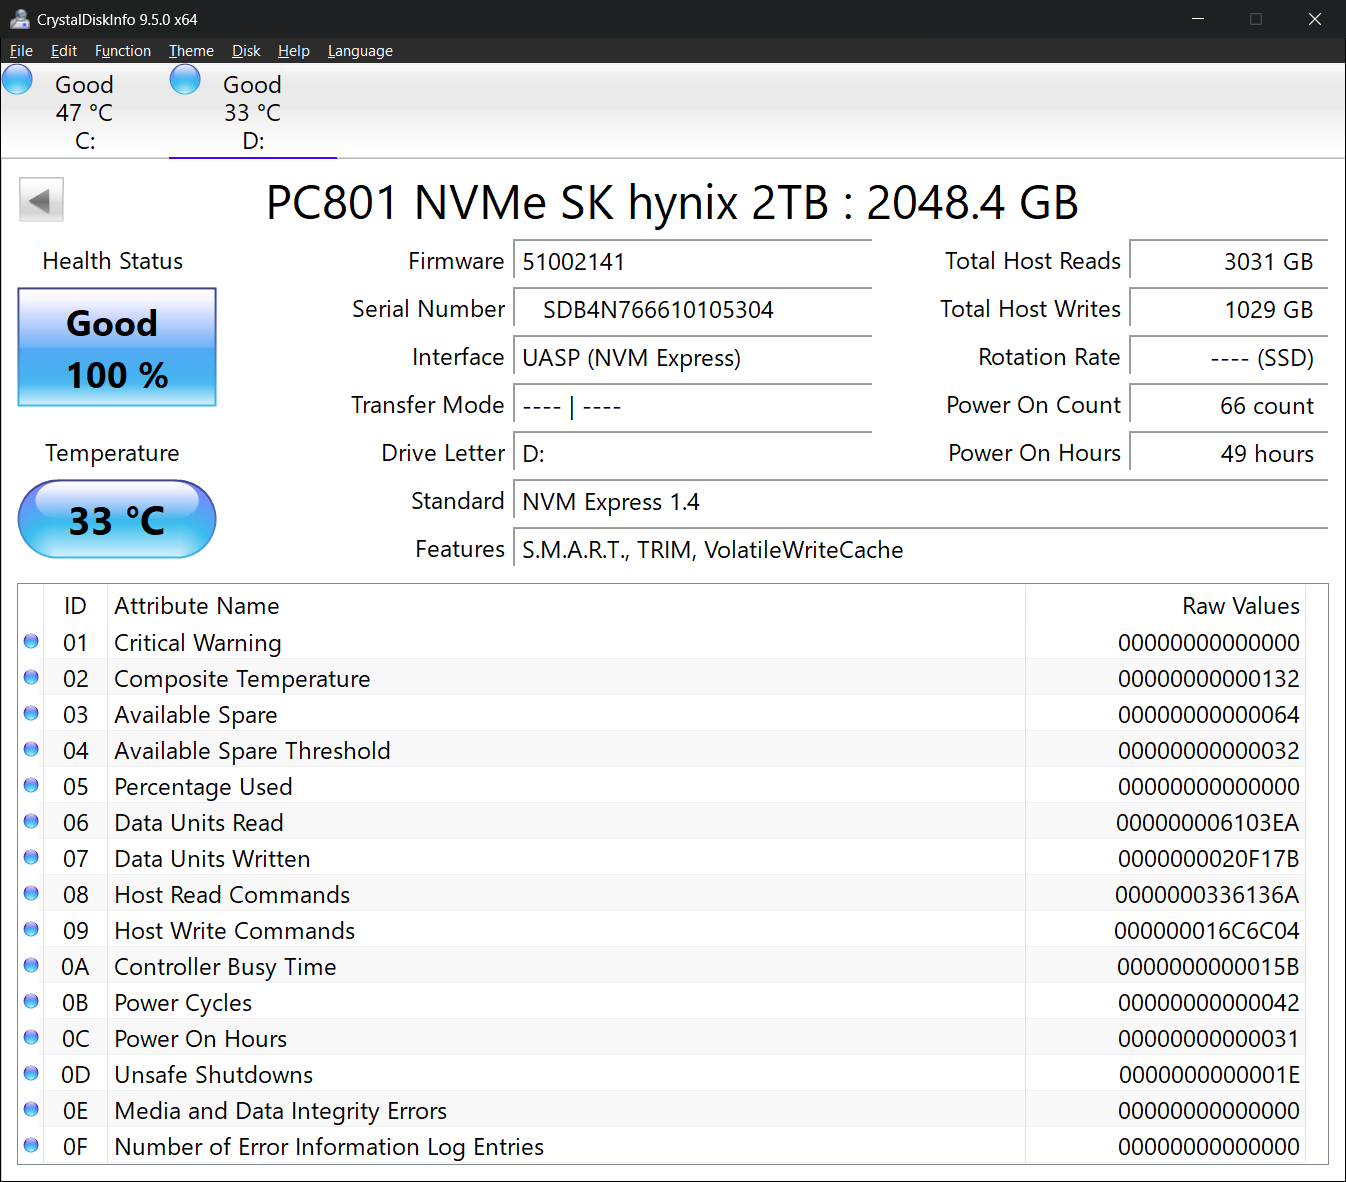 CrystalDiskInfo 9.5.0 x64
File Edit Function Theme Disk Help Language
Good Good
47 °C 33 °C
C: D:
PC801 NVMe SK hynix 2TB : 2048.4 GB
Health Status
Good
100 %
Temperature
33 °C
Firmware 51002141
Serial Number SDB4N766610105304
Interface UASP (NVM Express)
Transfer Mode ---- | ----
Drive Letter D:
Standard NVM Express 1.4
Features S.M.A.R.T., TRIM, VolatileWriteCache
Total Host Reads 3031 GB
Total Host Writes 1029 GB
Rotation Rate ---- (SSD)
Power On Count 66 count
Power On Hours 49 hours
ID Attribute Name Raw Values
01 Critical Warning 00000000000000
02 Composite Temperature 00000000000132
03 Available Spare 00000000000064
04 Available Spare Threshold 00000000000032
05 Percentage Used 00000000000000
06 Data Units Read 000000006103EA
07 Data Units Written 0000000020F17B
08 Host Read Commands 0000000336136A
09 Host Write Commands 000000016C6C04
0A Controller Busy Time 0000000000015B
0B Power Cycles 00000000000042
0C Power On Hours 00000000000031
0D Unsafe Shutdowns 0000000000001E
0E Media and Data Integrity Errors 00000000000000
0F Number of Error Information Log Entries 00000000000000